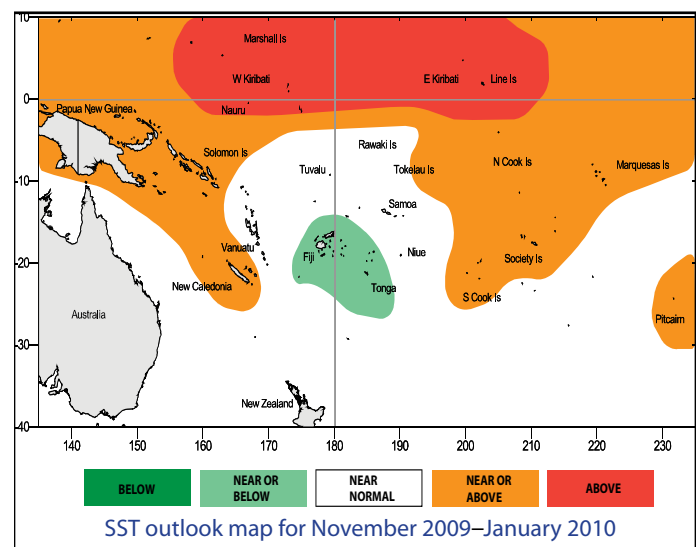 10
Marshall Is
W Kiribati
E Kiribati
Line Is
0
Papua New Guinea
Nauru
Solomon Is
Rawaki Is
Tuvalu
Tokelau Is
N Cook Is
Marquesas Is
-10
Samoa
Vanuatu
Fiji
Niue
Society Is
-20
New Caledonia
Tonga
S Cook Is
Australia
Pitcairn
-30
New Zealand
-40
140 150 160 170 180 190 200 210 220 230
BELOW
NEAR OR
BELOW
NEAR
NORMAL
NEAR OR
ABOVE
ABOVE
SST outlook map for November 2009–January 2010